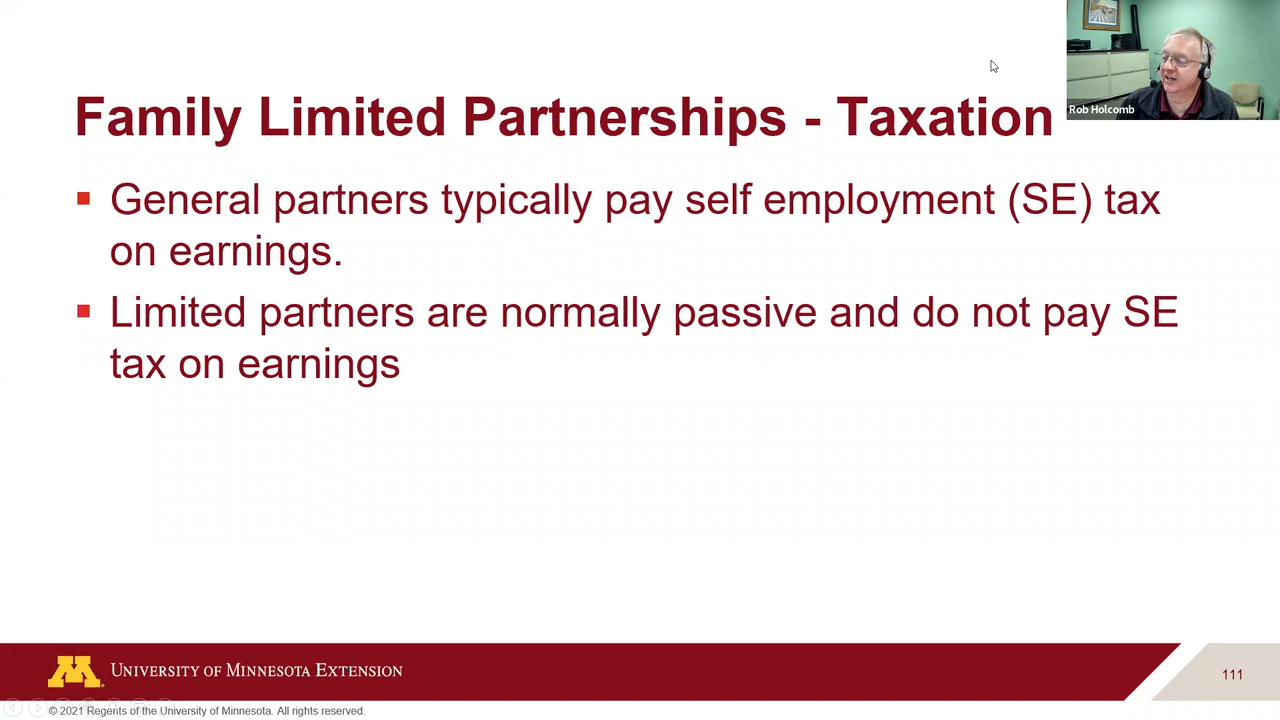 Rob Holcomb
Family Limited Partnerships - Taxation
General partners typically pay self employment (SE) tax
on earnings.
Limited partners are normally passive and do not pay SE
tax on earnings
UNIVERSITY OF MINNESOTA EXTENSION
111
© 2021 Regents of the University of Minnesota. All rights reserved.